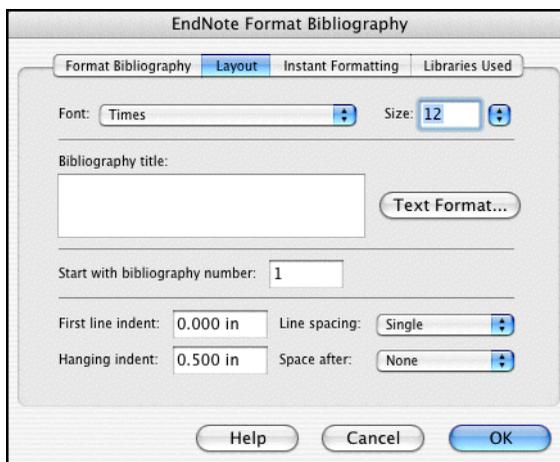 EndNote Format Bibliography
Format Bibliography Layout Instant Formatting Libraries Used
Font: Times Size: 12
Bibliography title:
Text Format...
Start with bibliography number: 1
First line indent: 0.000 in Line spacing: Single
Hanging indent: 0.500 in Space after: None
Help Cancel OK